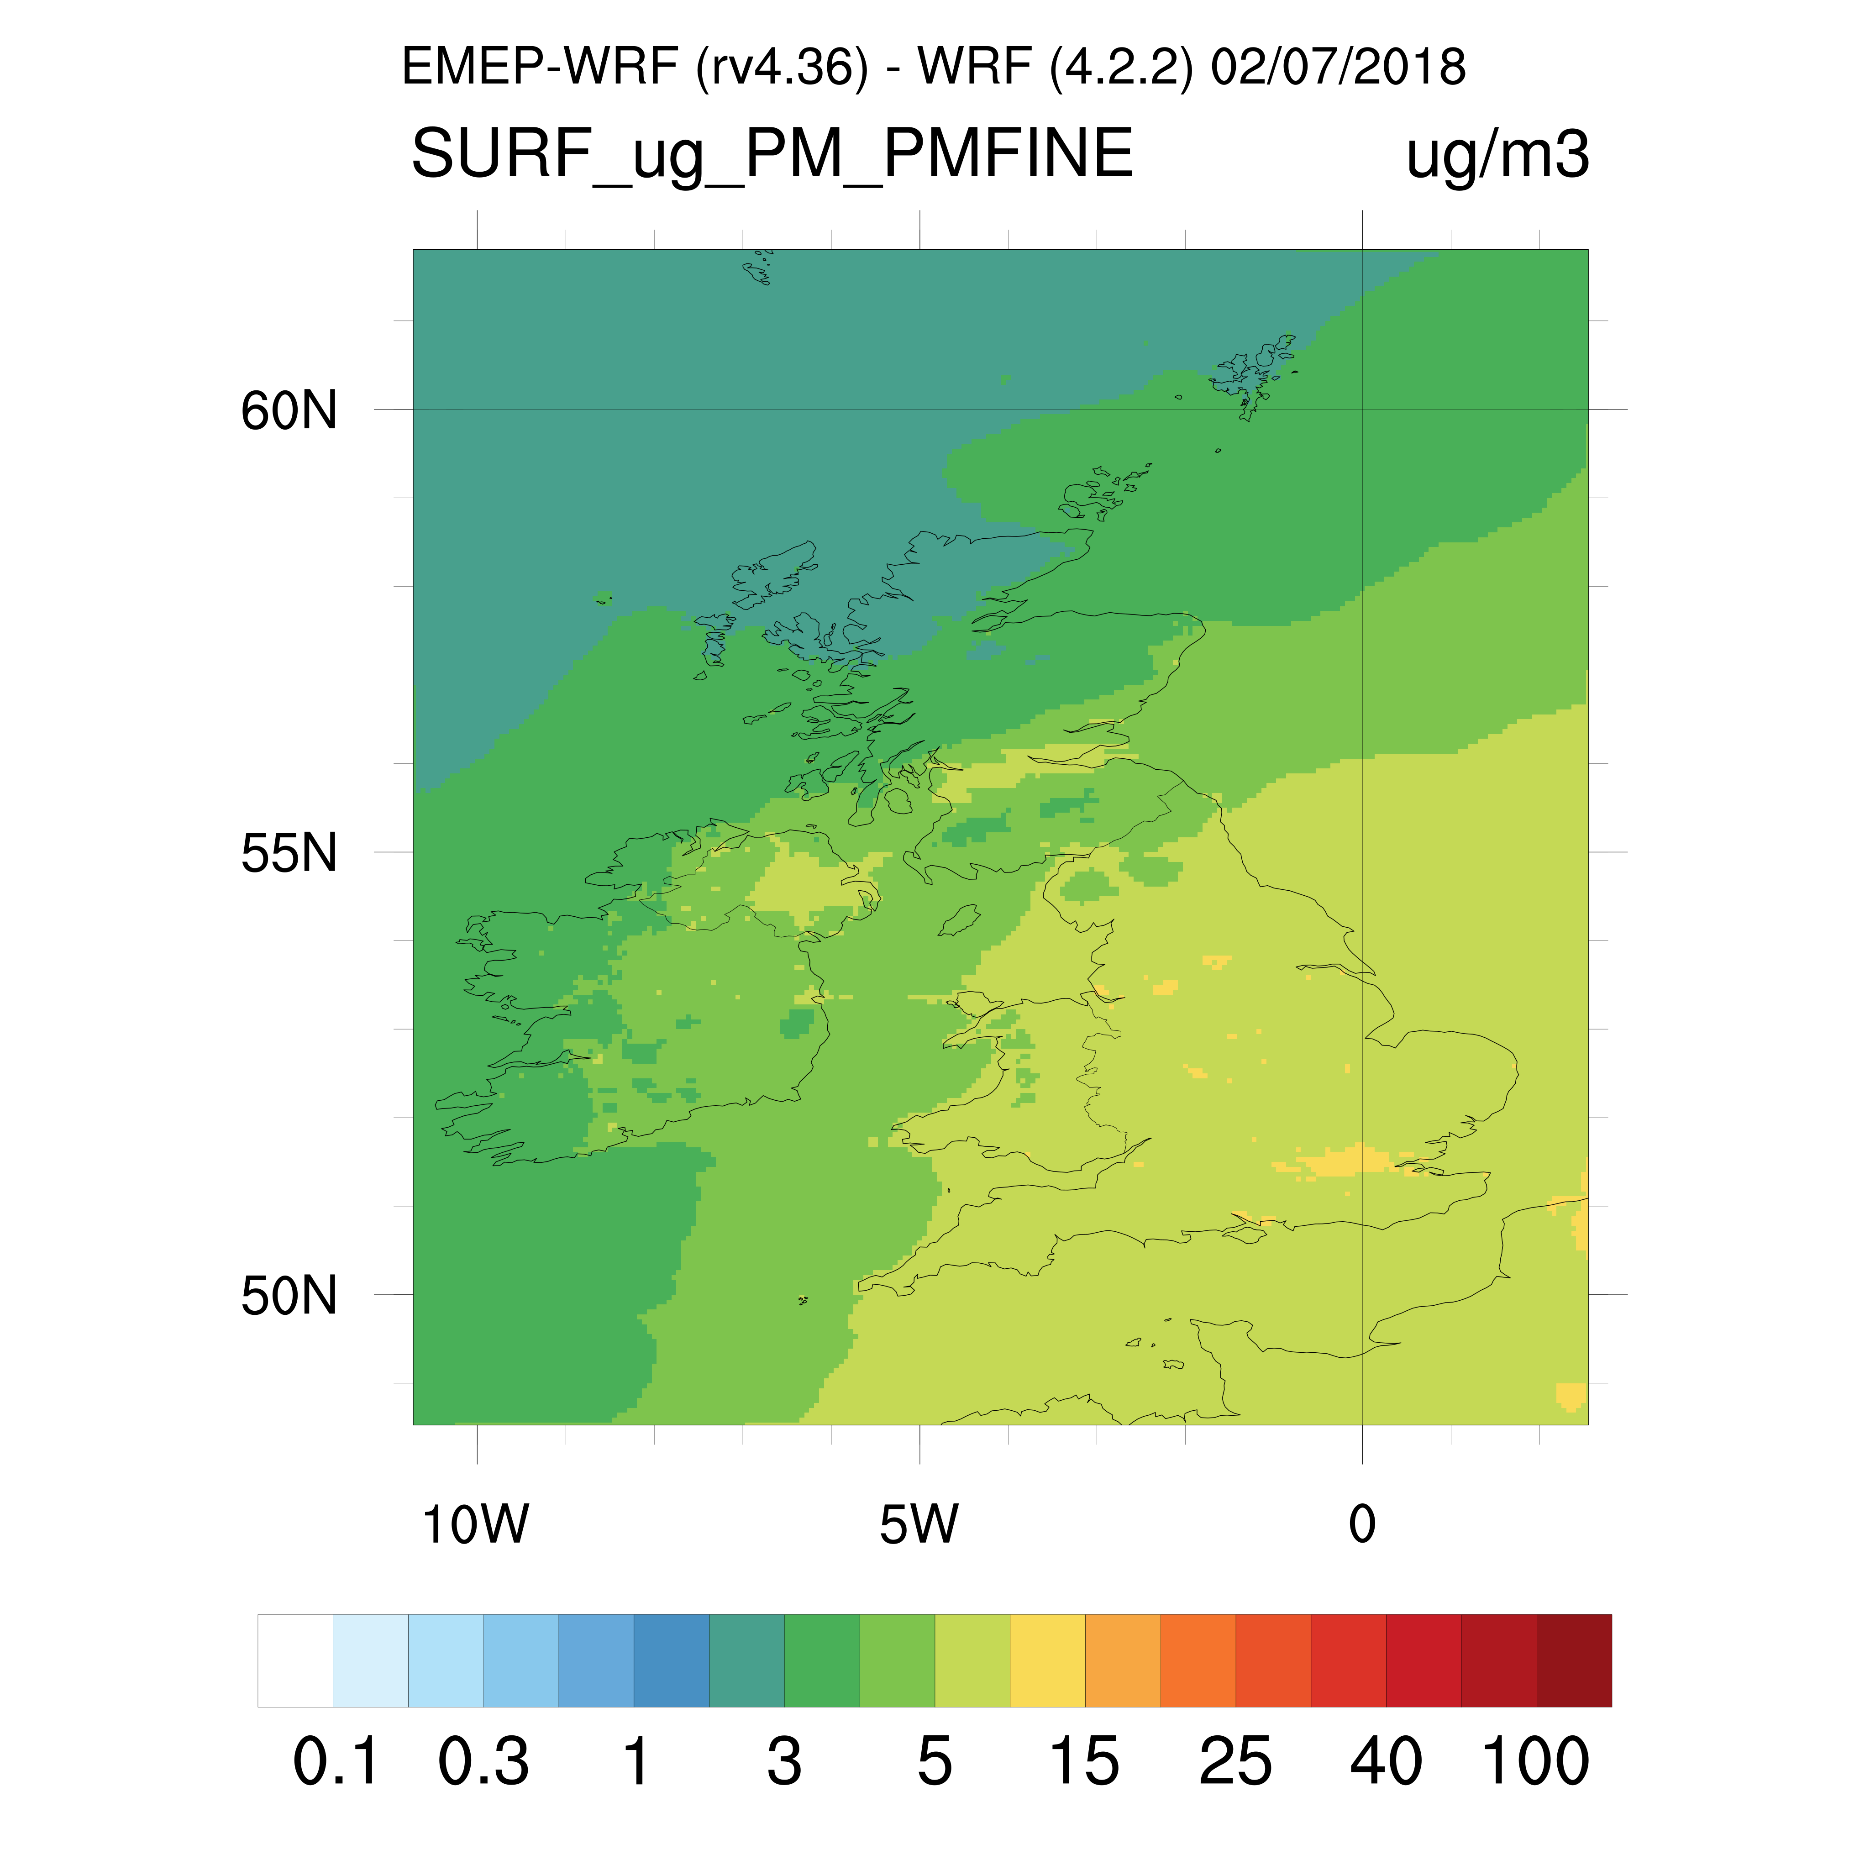 EMEP-WRF (rv4.36) - WRF (4.2.2) 02/07/2018
SURF_ug_PM_PMFINE ug/m3
60N
55N
50N
10W 5W 0
0.1 0.3 1 3 5 15 25 40 100